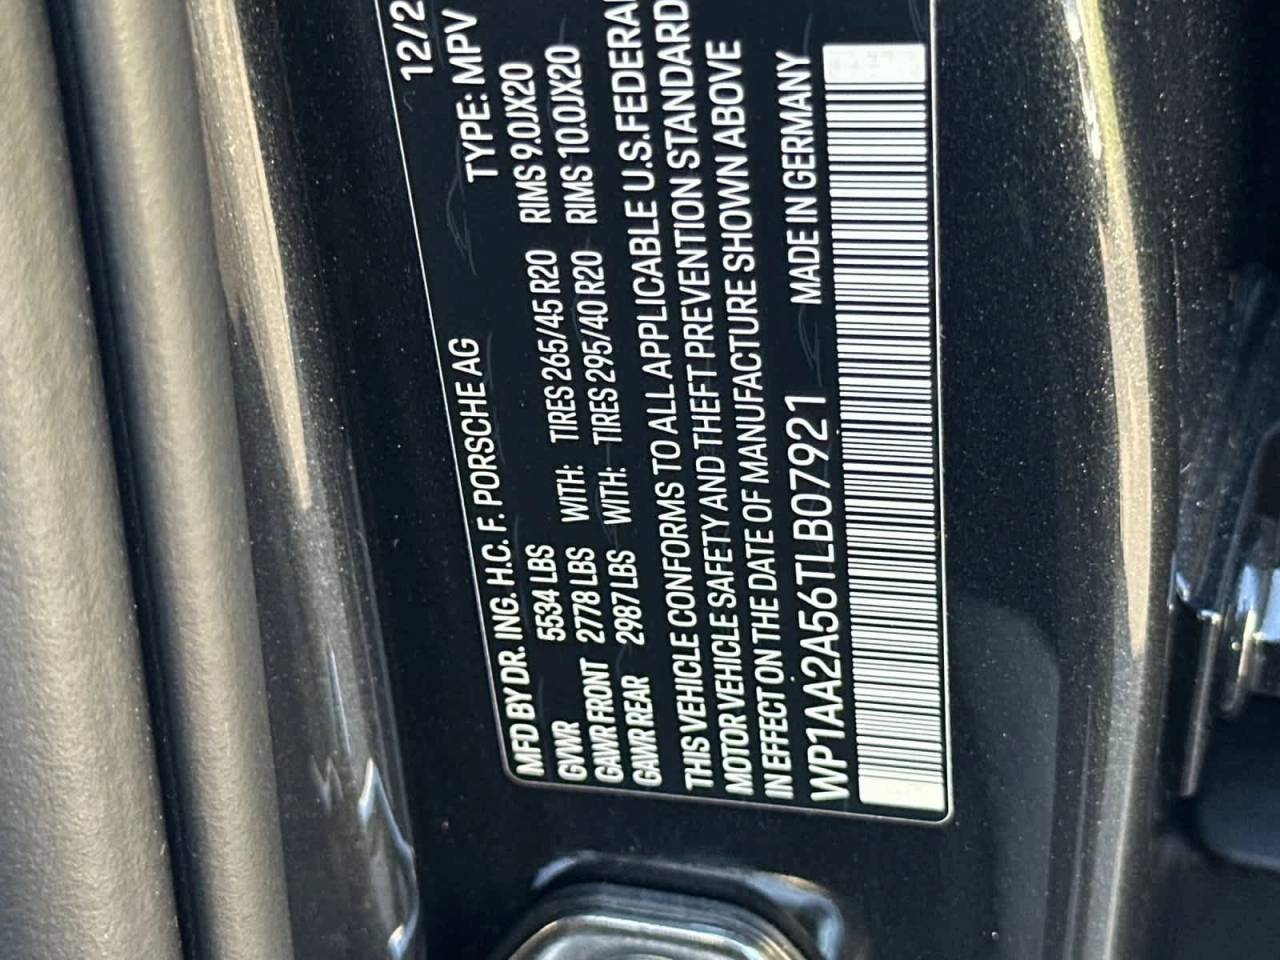 MFD BY DR. ING. H.C. F. PORSCHE AG 12/2
GVWR 5534 LBS TYPE: MPV
GAWR FRONT 2778 LBS WITH: TIRES 265/45 R20 RIMS 9.0JX20
GAWR REAR 2987 LBS WITH: TIRES 295/40 R20 RIMS 10.0JX20
THIS VEHICLE CONFORMS TO ALL APPLICABLE U.S. FEDERAL
MOTOR VEHICLE SAFETY AND THEFT PREVENTION STANDARD
IN EFFECT ON THE DATE OF MANUFACTURE SHOWN ABOVE
WP1AA2A56TLB07921 MADE IN GERMANY